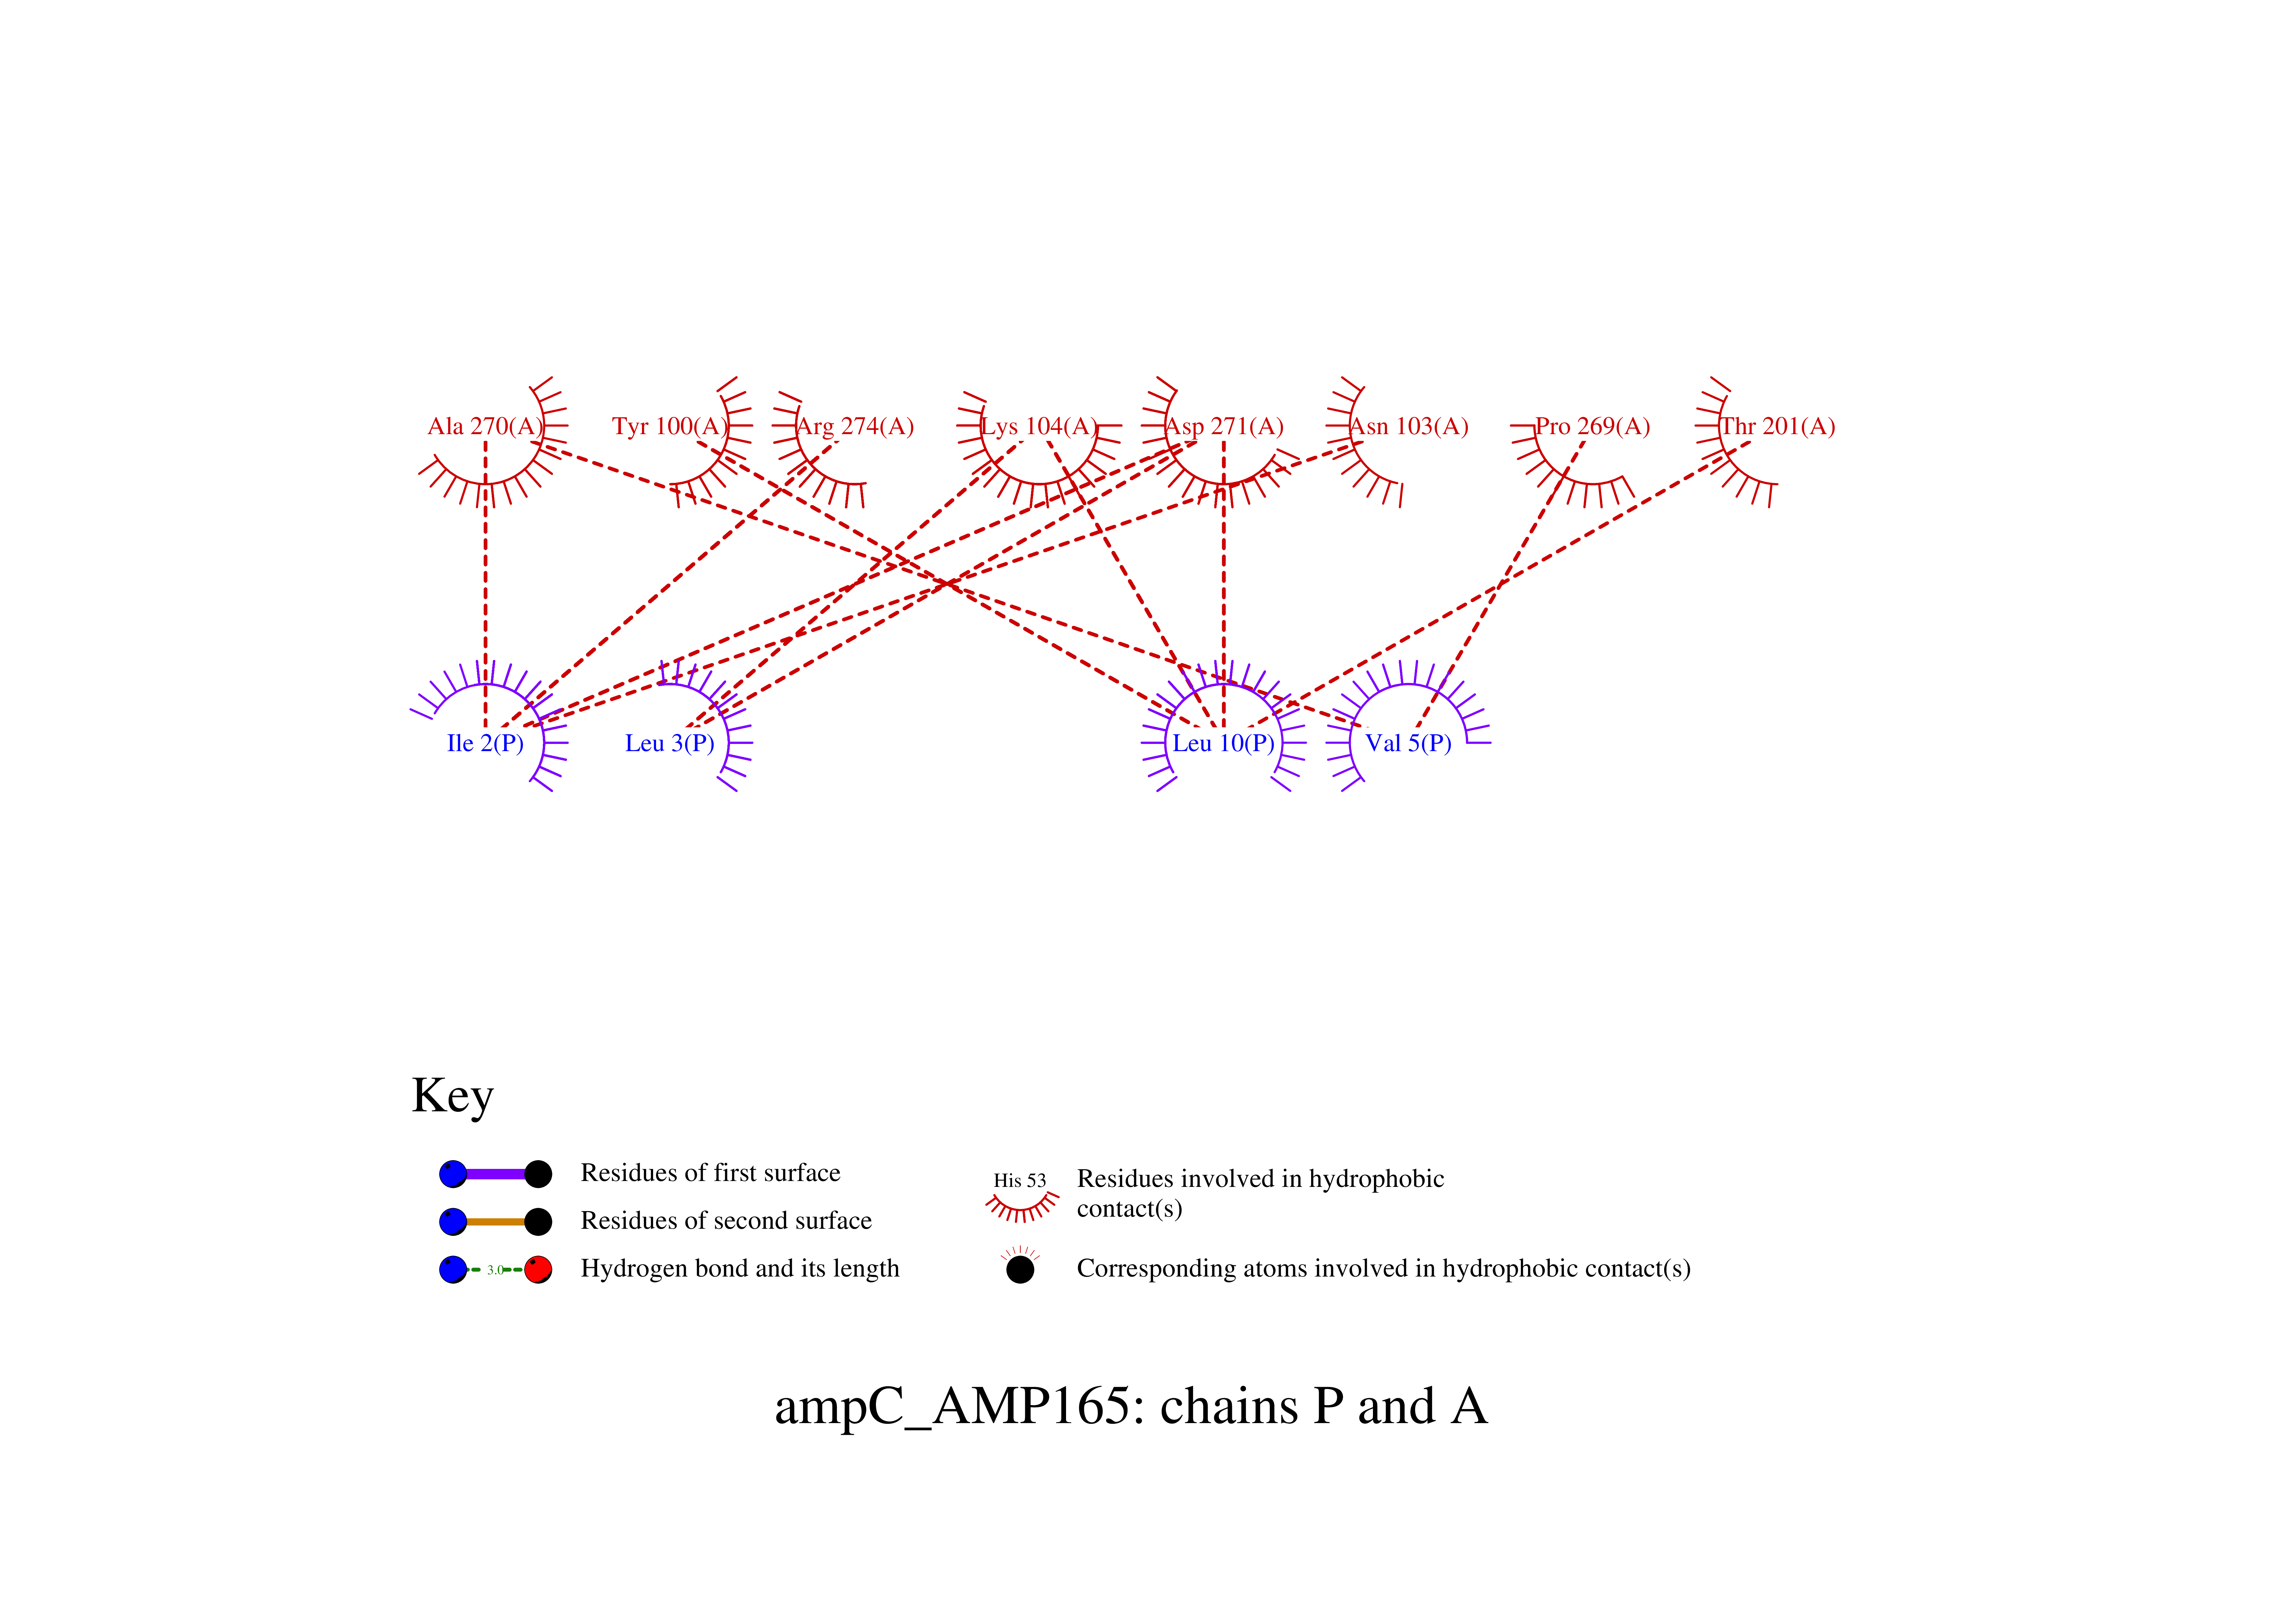 Ala 270(A) Tyr 100(A) Arg 274(A) Lys 104(A) Asp 271(A) Asn 103(A) Pro 269(A) Thr 201(A)
Ile 2(P) Leu 3(P) Leu 10(P) Val 5(P)
Key
Residues of first surface
Residues of second surface
3.0 Hydrogen bond and its length
His 53 Residues involved in hydrophobic
contact(s)
Corresponding atoms involved in hydrophobic contact(s)
ampC_AMP165: chains P and A